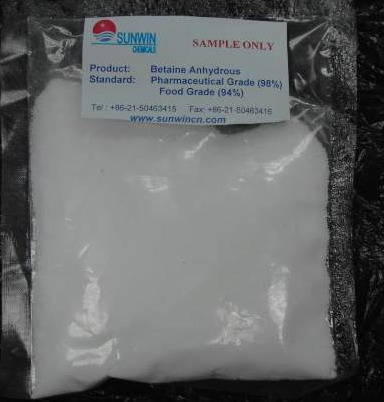 SUNWIN
CHEMICALS
SAMPLE ONLY
Product: Betaine Anhydrous
Standard: Pharmaceutical Grade (98%)
Food Grade (94%)
Tel : +86-21-50463415 Fax: +86-21-50463416
www.sunwincn.com